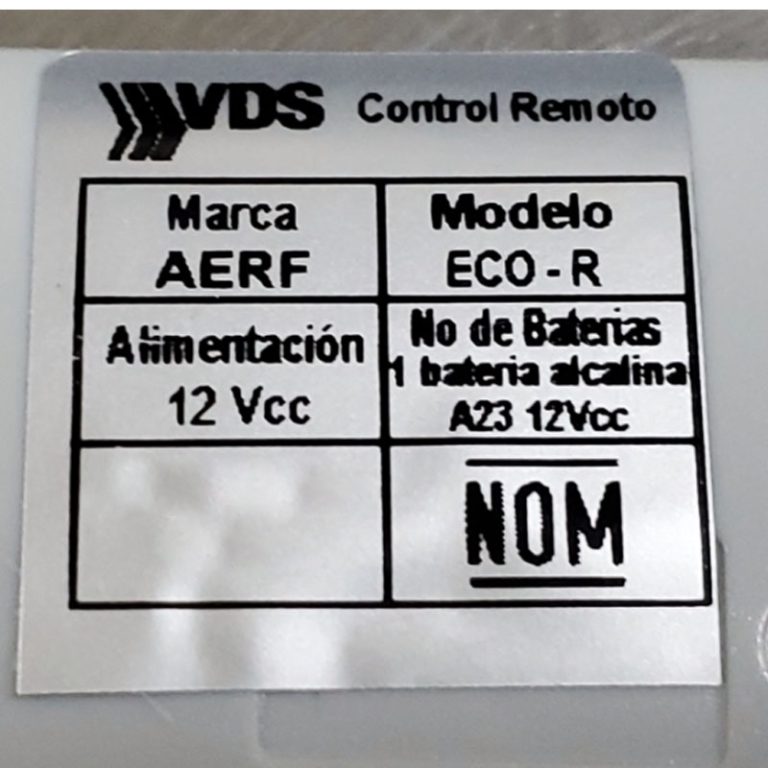 VDS Control Remoto
Marca
AERF
Modelo
ECO-R
Alimentación
12 Vcc
No de Baterias
1 bateria alcalina
A23 12Vcc
NOM